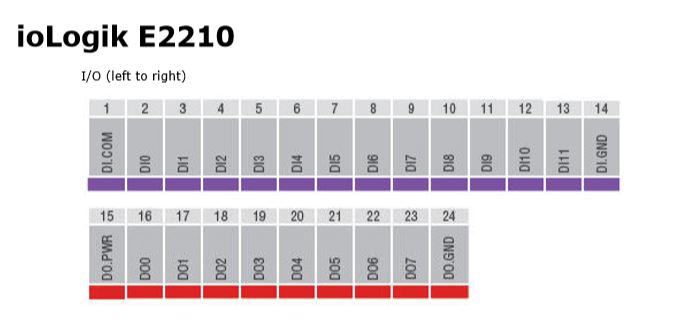 ioLogik E2210
I/O (left to right)
1 2 3 4 5 6 7 8 9 10 11 12 13 14
DI.COM DI0 DI1 DI2 DI3 DI4 DI5 DI6 DI7 DI8 DI9 DI10 DI11 DI.GND
15 16 17 18 19 20 21 22 23 24
DO.PWR DO0 DO1 DO2 DO3 DO4 DO5 DO6 DO7 DO.GND